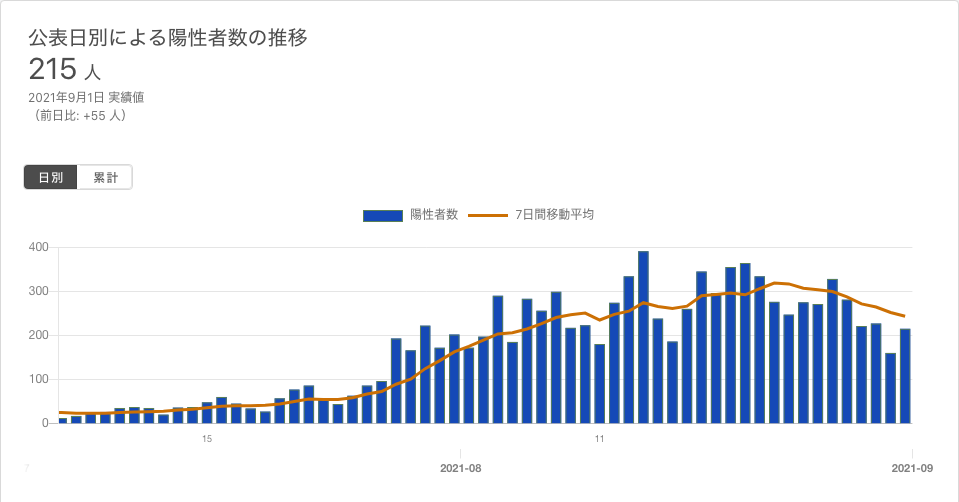 公表日別による陽性者数の推移
215 人
2021年9月1日 実績値
（前日比: +55 人）
日別 累計
陽性者数 7日間移動平均
400
300
200
100
0
15 11
7 2021-08 2021-09